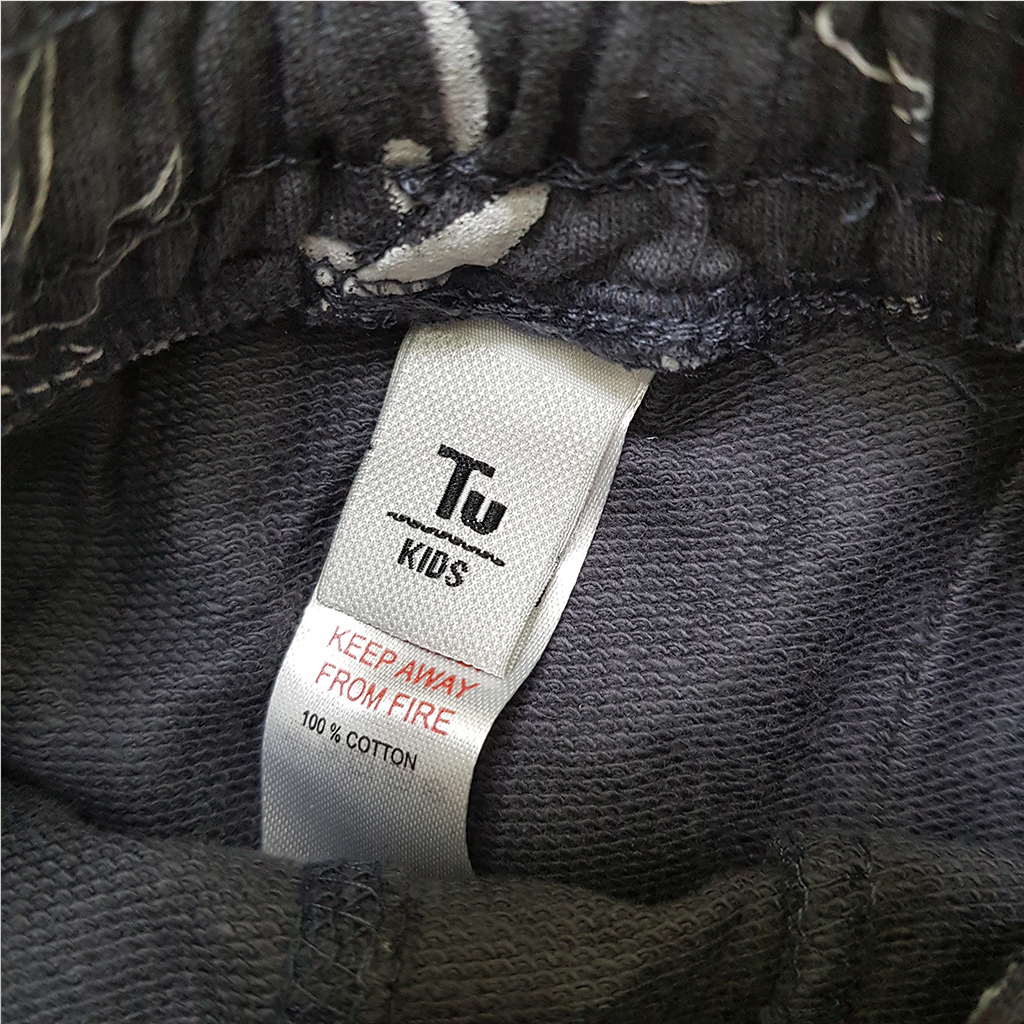 Tu
KIDS
KEEP AWAY
FROM FIRE
100 % COTTON